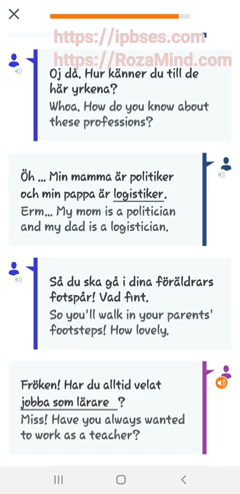 https://ipbses.com
https://RozaMind.com
Oj då. Hur känner du till de
här yrkena?
Whoa. How do you know about
these professions?
Öh ... Min mamma är politiker
och min pappa är logistiker.
Erm... My mom is a politician
and my dad is a logistician.
Så du ska gå i dina föräldrars
fotspår! Vad fint.
So you'll walk in your parents'
footsteps! How lovely.
Fröken! Har du alltid velat
jobba som lärare ?
Miss! Have you always wanted
to work as a teacher?